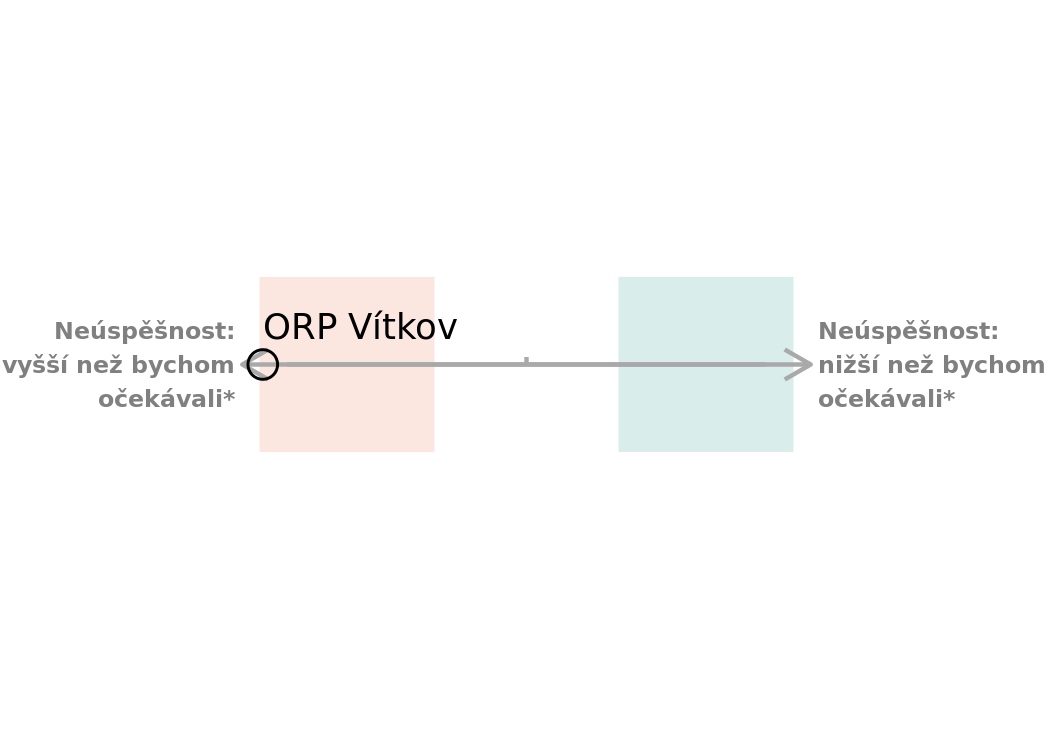 ORP Vítkov
Neúspěšnost:
vyšší než bychom
očekávali*
Neúspěšnost:
nižší než bychom
očekávali*